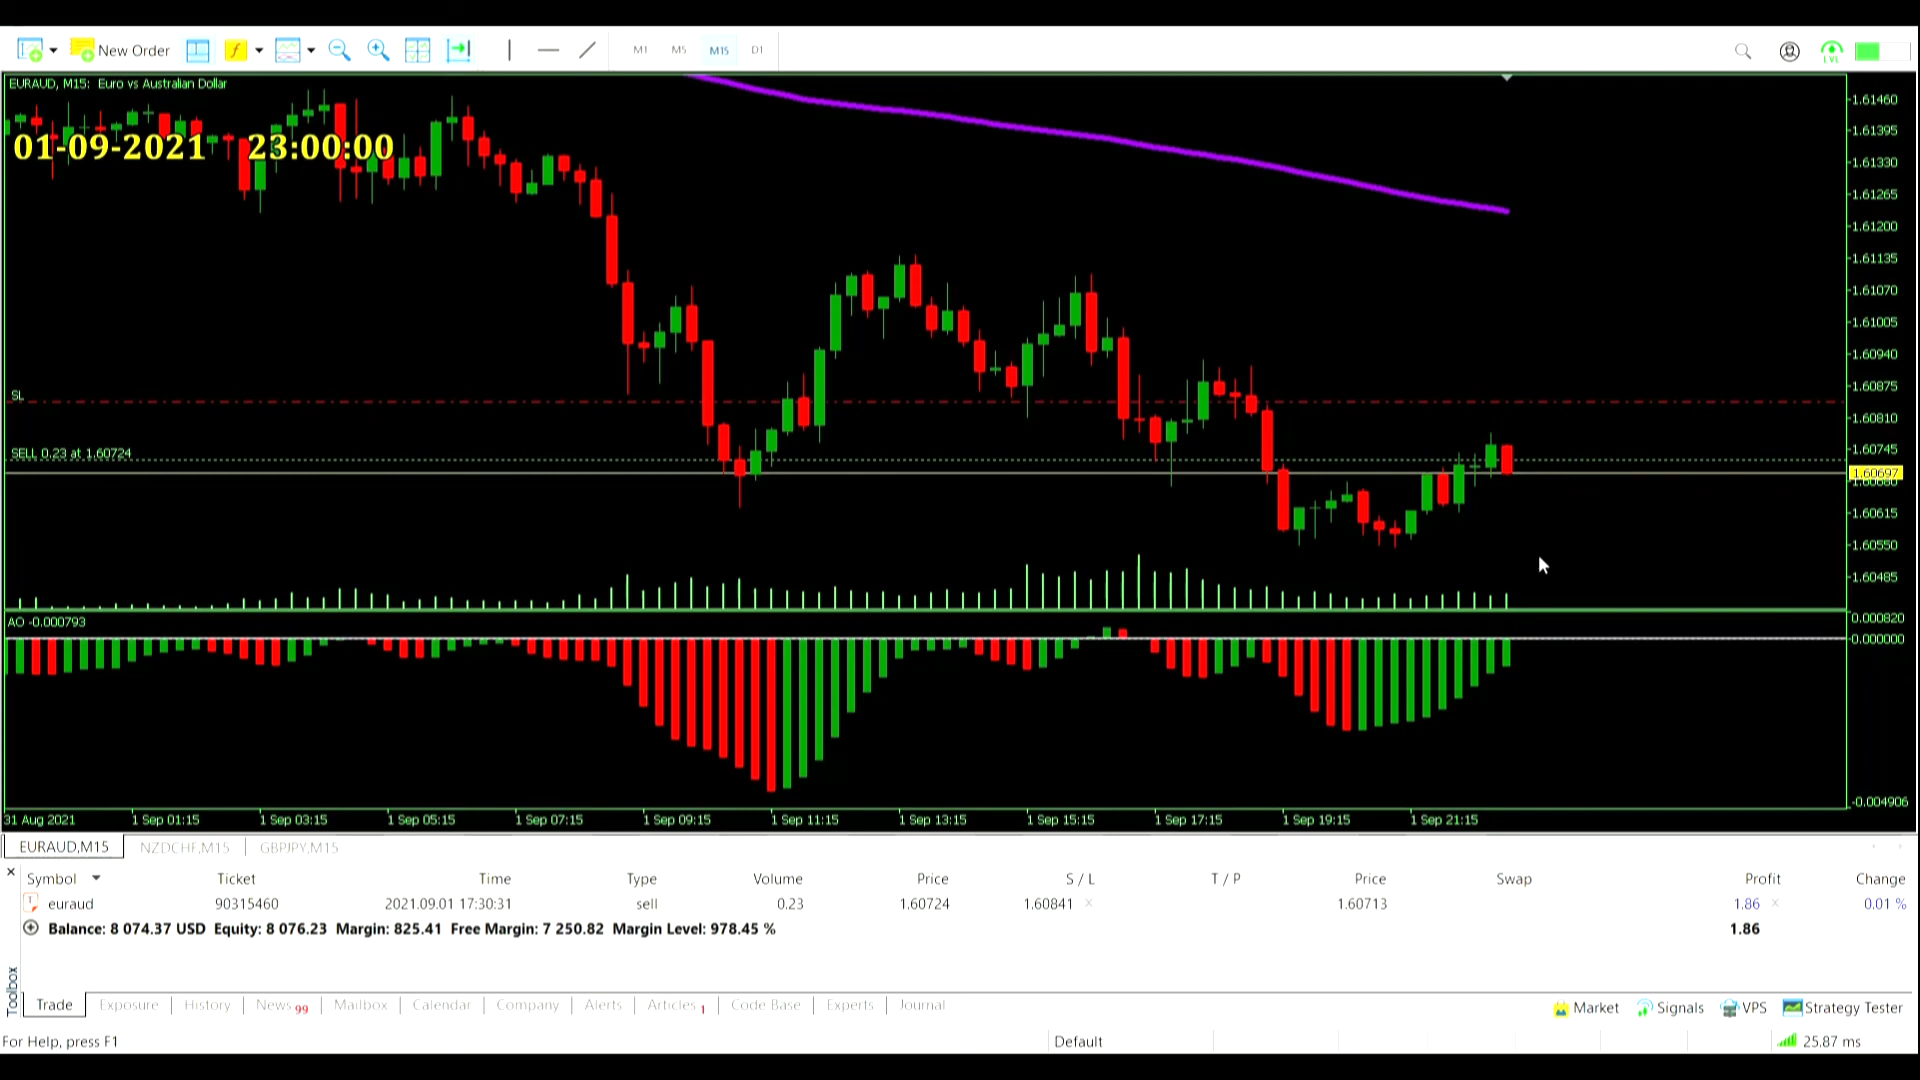 New Order M1 M5 M15 D1
LVL
EURAUD, M15: Euro vs Australian Dollar
01-09-2021 23:00:00
1.61460
1.61395
1.61330
1.61265
1.61200
1.61135
1.61070
1.61005
1.60940
1.60875
SL
1.60810
SELL 0.23 at 1.60724
1.60745
1.60697
1.60680
1.60615
1.60550
1.60485
AO -0.000793
0.000820
0.000000
-0.004906
31 Aug 2021 1 Sep 01:15 1 Sep 03:15 1 Sep 05:15 1 Sep 07:15 1 Sep 09:15 1 Sep 11:15 1 Sep 13:15 1 Sep 15:15 1 Sep 17:15 1 Sep 19:15 1 Sep 21:15
EURAUD,M15 NZDCHF,M15 GBPJPY,M15
Symbol Ticket Time Type Volume Price S / L T / P Price Swap Profit Change
euraud 90315460 2021.09.01 17:30:31 sell 0.23 1.60724 1.60841 1.60713 1.86 0.01 %
Balance: 8 074.37 USD Equity: 8 076.23 Margin: 825.41 Free Margin: 7 250.82 Margin Level: 978.45 % 1.86
Toolbox
Trade Exposure History News 99 Mailbox Calendar Company Alerts Articles 1 Code Base Experts Journal Market Signals VPS Strategy Tester
For Help, press F1 Default 25.87 ms